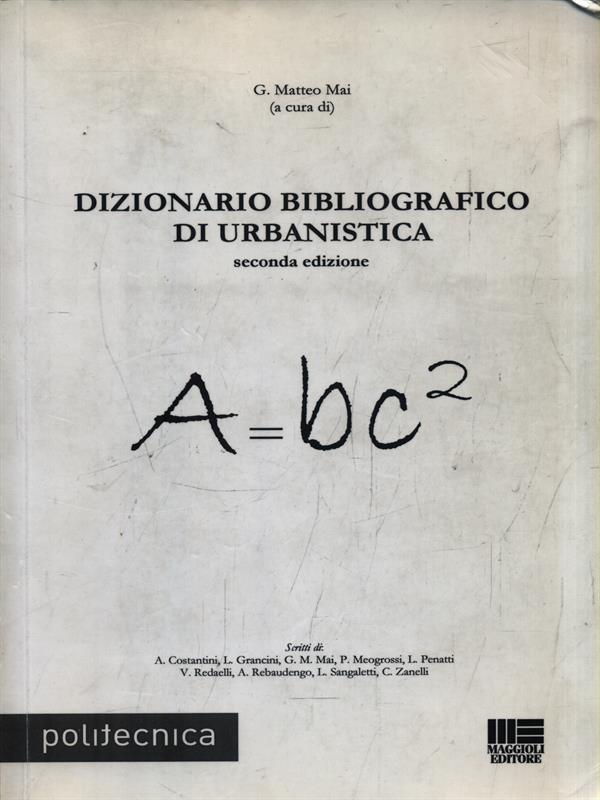 G. Matteo Mai
(a cura di)
DIZIONARIO BIBLIOGRAFICO
DI URBANISTICA
seconda edizione
A = bc²
Scritti di:
A. Costantini, L. Grancini, G. M. Mai, P. Meogrossi, L. Penatti
V. Redaelli, A. Rebaudengo, L. Sangaletti, C. Zanelli
politecnica
MAGGIOLI
EDITORE